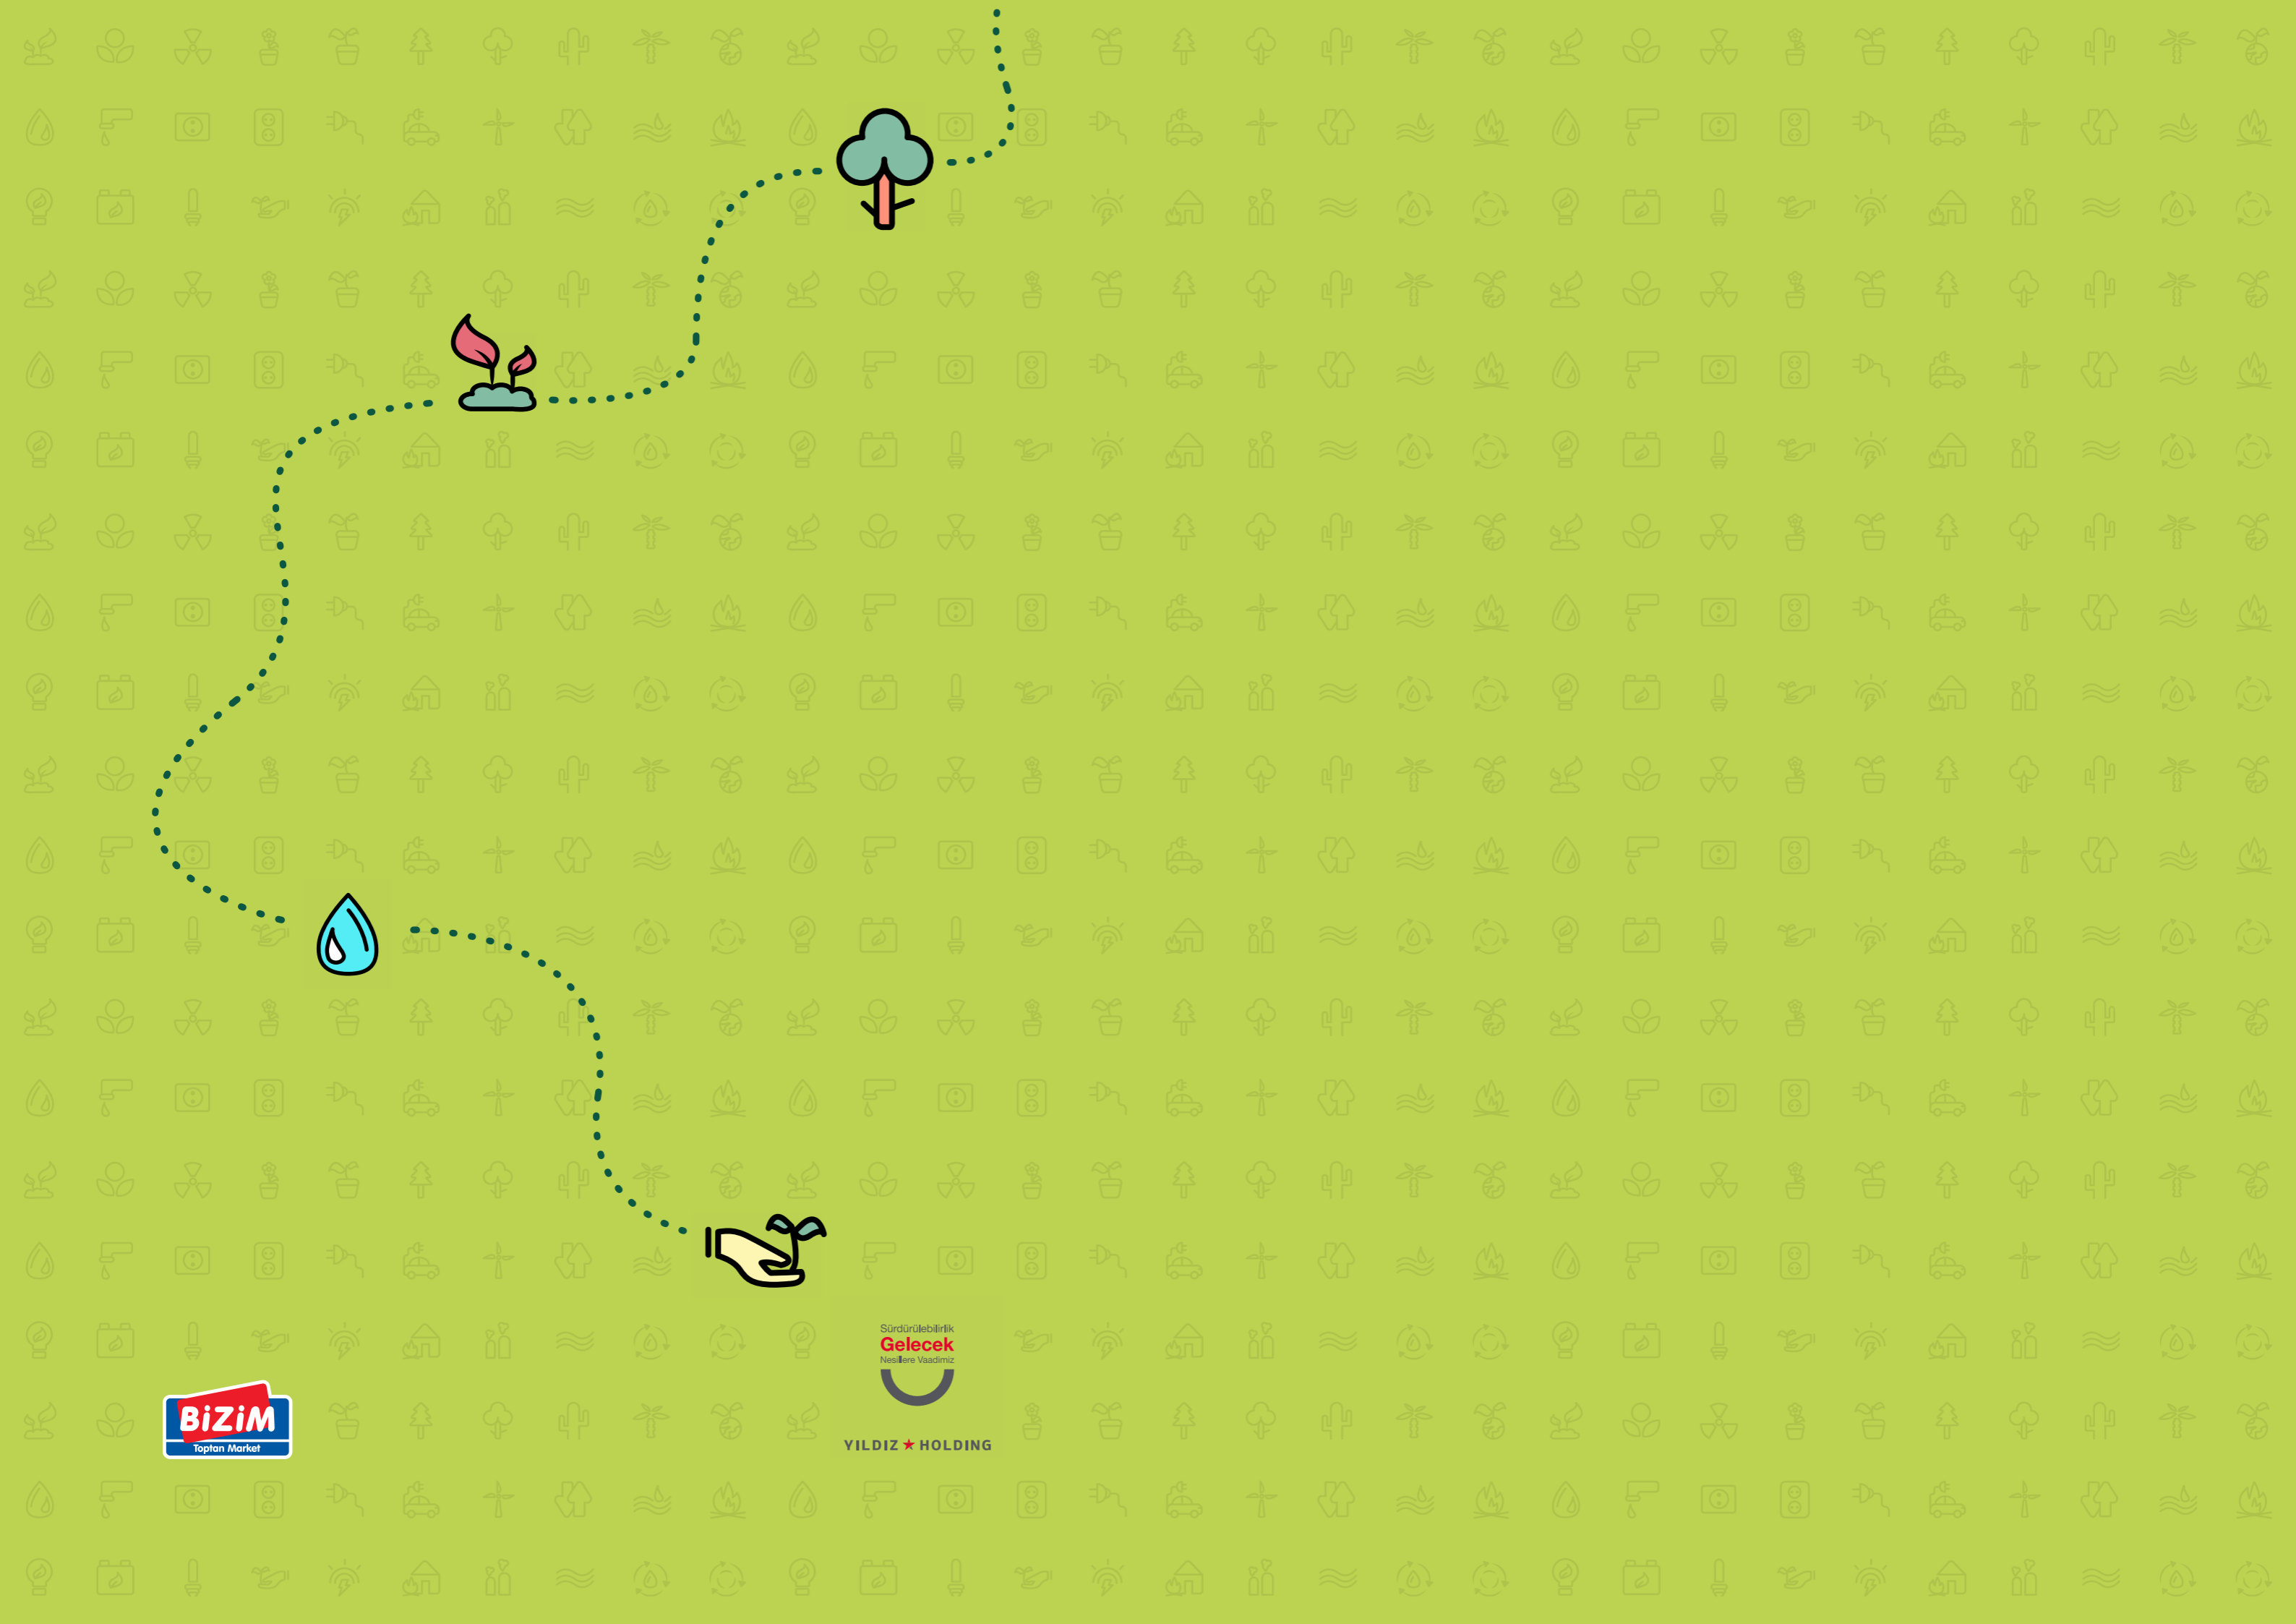 Sürdürülebilirlik
Gelecek
Nesillere Vaadimiz
BiZiM
Toptan Market
YILDIZ★HOLDING